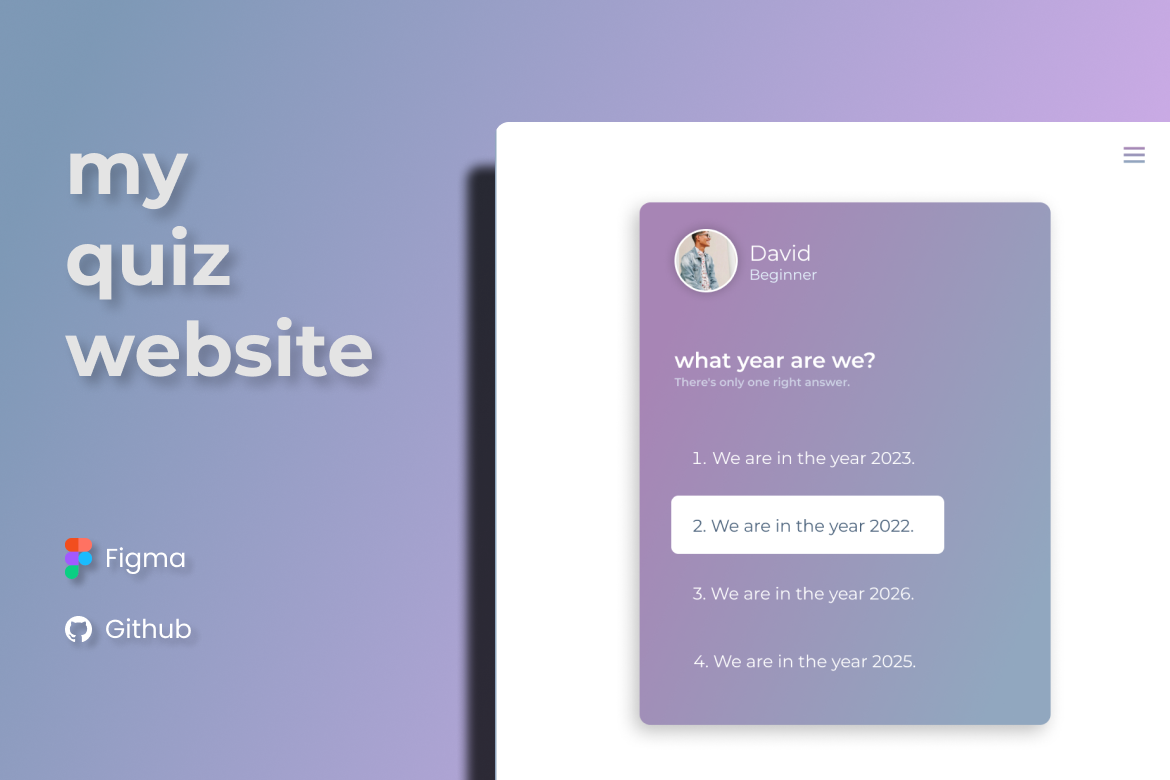 my
quiz
website
Figma
Github
David
Beginner
what year are we?
There's only one right answer.
1. We are in the year 2023.
2. We are in the year 2022.
3. We are in the year 2026.
4. We are in the year 2025.